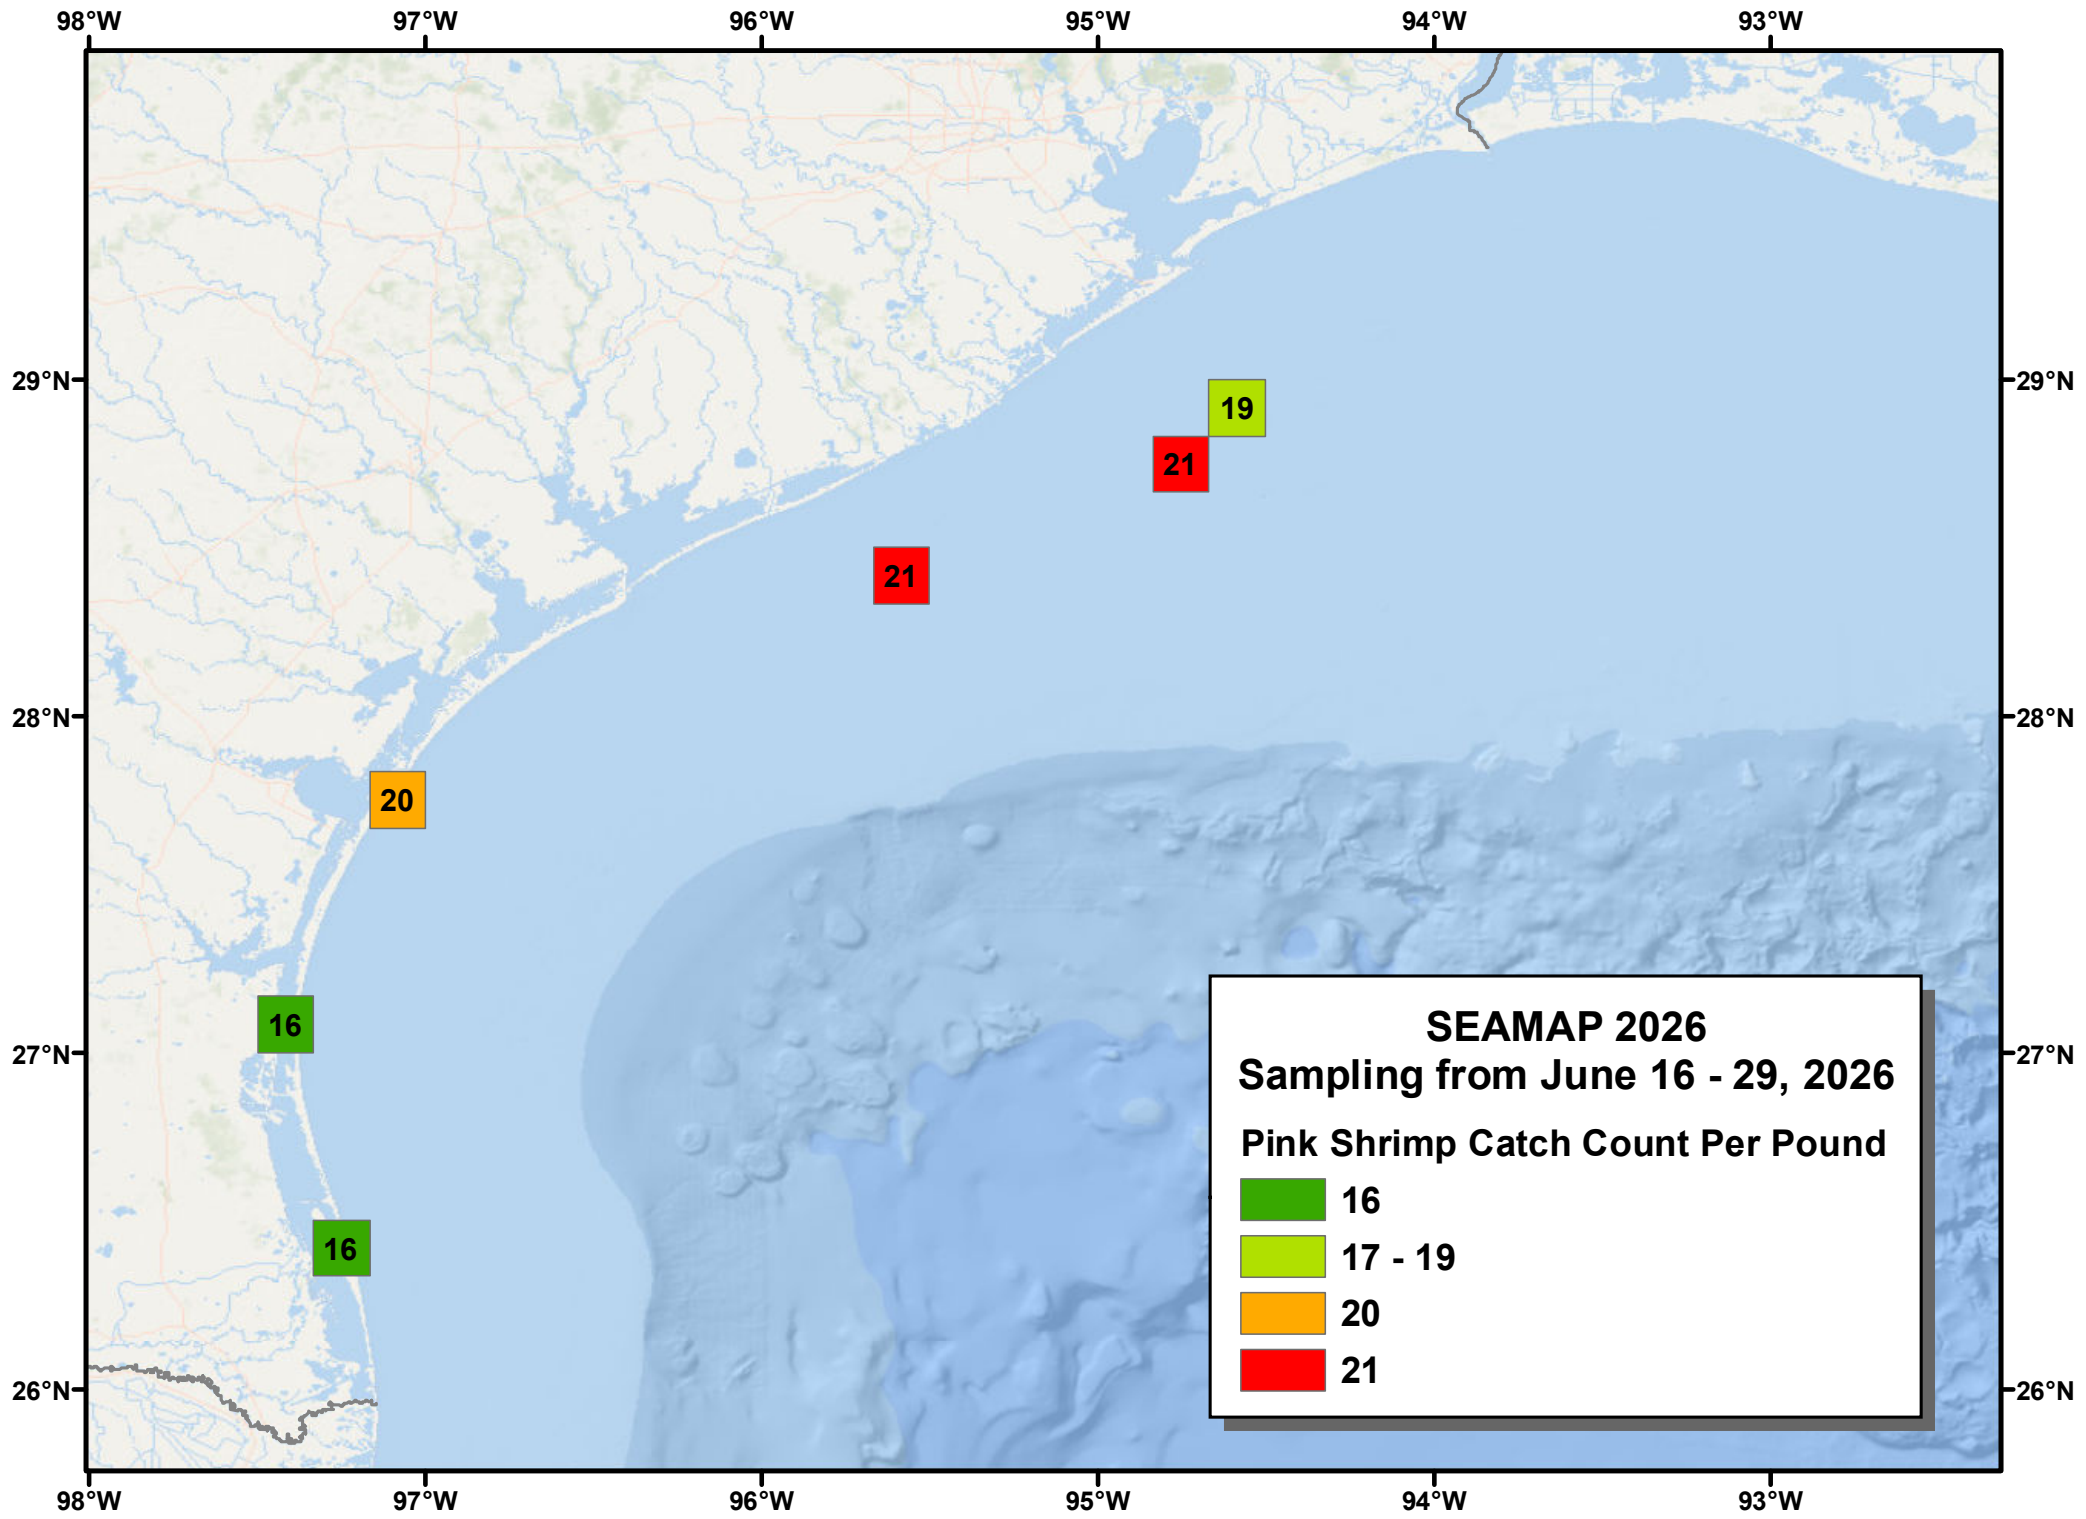 98°W 97°W 96°W 95°W 94°W 93°W
29°N 29°N
19
21
21
28°N 28°N
20
16
27°N 27°N
16
26°N 26°N
SEAMAP 2026
Sampling from June 16 - 29, 2026
Pink Shrimp Catch Count Per Pound
16
17 - 19
20
21
98°W 97°W 96°W 95°W 94°W 93°W